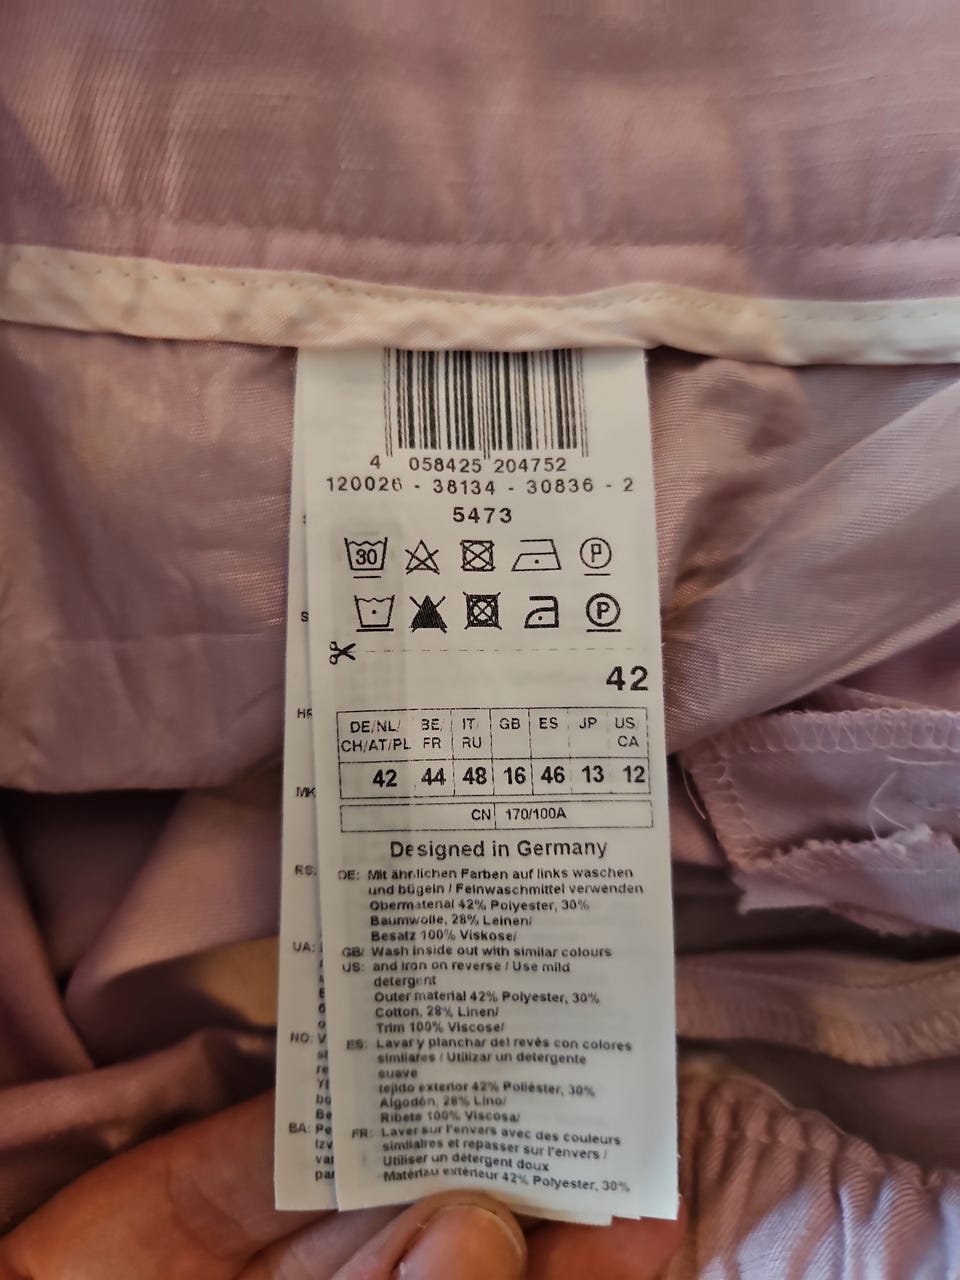 4 058425 204752
120026 - 38134 - 30836 - 2
5473
30 P
P
42
DE/NL/ BE/ IT/ GB ES JP US
CH/AT/PL FR RU CA
42 44 48 16 46 13 12
CN 170/100A
Designed in Germany
DE: Mit ähnlichen Farben auf links waschen
und bügeln / Feinwaschmittel verwenden
Obermaterial 42% Polyester, 30%
Baumwolle, 28% Leinen/
Besatz 100% Viskose/
GB/ Wash inside out with similar colours
US: and iron on reverse / Use mild
detergent
Outer material 42% Polyester, 30%
Cotton, 28% Linen/
Trim 100% Viscose/
ES: Lavar y planchar del revés con colores
similares / Utilizar un detergente
suave
tejido exterior 42% Poliéster, 30%
Algodón, 28% Lino/
Ribete 100% Viscosa/
FR: Laver sur l'envers avec des couleurs
similaires et repasser sur l'envers /
Utiliser un détergent doux
Matériau extérieur 42% Polyester, 30%
HR
MK
RS:
UA:
NO:
BA: